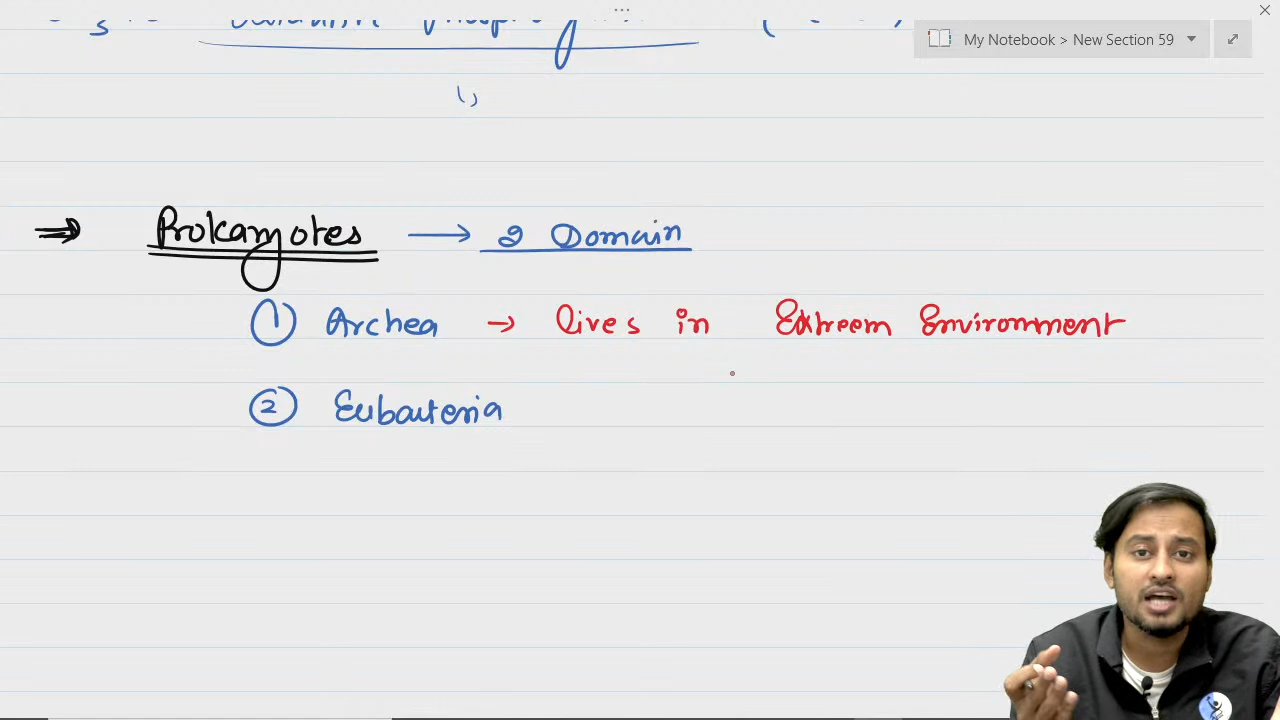 My Notebook > New Section 59
⇒ Prokaryotes → 2 Domain
① Archea → lives in Extreem Environment
② Eubacteria